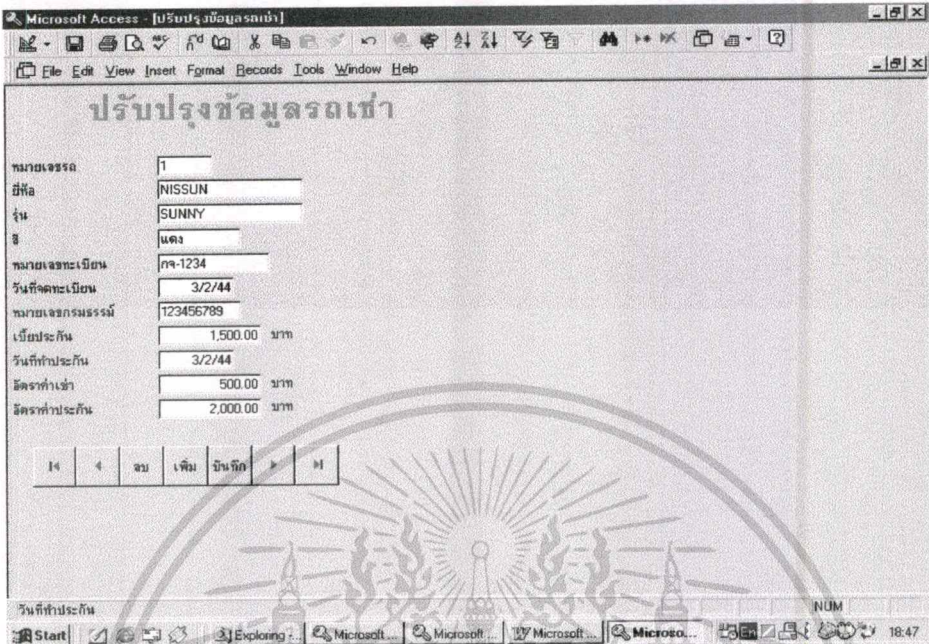 Microsoft Access - [ปรับปรุงข้อมูลรถเช่า]
File Edit View Insert Format Records Tools Window Help
ปรับปรุงข้อมูลรถเช่า
หมายเลขรถ 1
ยี่ห้อ NISSUN
รุ่น SUNNY
สี แดง
หมายเลขทะเบียน กจ-1234
วันที่จดทะเบียน 3/2/44
หมายเลขกรมธรรม์ 123456789
เบี้ยประกัน 1,500.00 บาท
วันที่ทำประกัน 3/2/44
อัตราค่าเช่า 500.00 บาท
อัตราค่าประกัน 2,000.00 บาท
ลบ เพิ่ม บันทึก
วันที่ทำประกัน NUM
Start Exploring - Microsoft ... Microsoft ... Microsoft ... Microso... 18:47